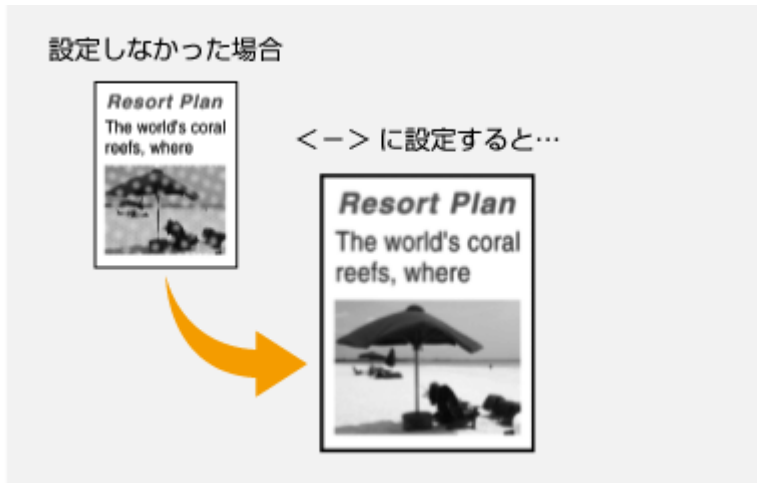 設定しなかった場合
Resort Plan
The world's coral
reefs, where
<ー> に設定すると…
Resort Plan
The world's coral
reefs, where